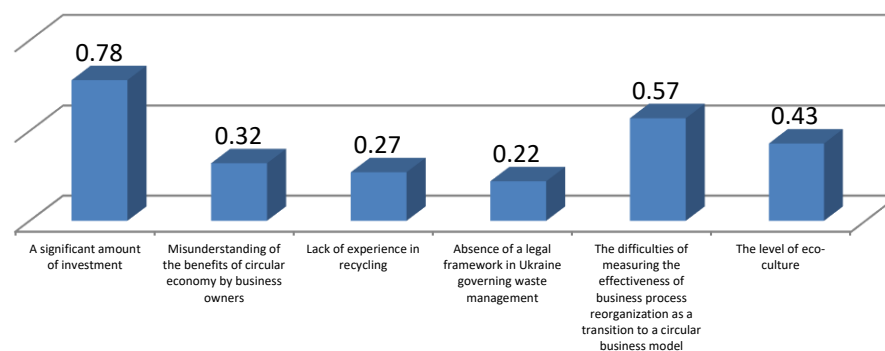 0.78
0.32
0.27
0.22
0.57
0.43
A significant amount
of investment
Misunderstanding of
the benefits of circular
economy by business
owners
Lack of experience in
recycling
Absence of a legal
framework in Ukraine
governing waste
management
The difficulties of
measuring the
effectiveness of
business process
reorganization as a
transition to a circular
business model
The level of eco-
culture